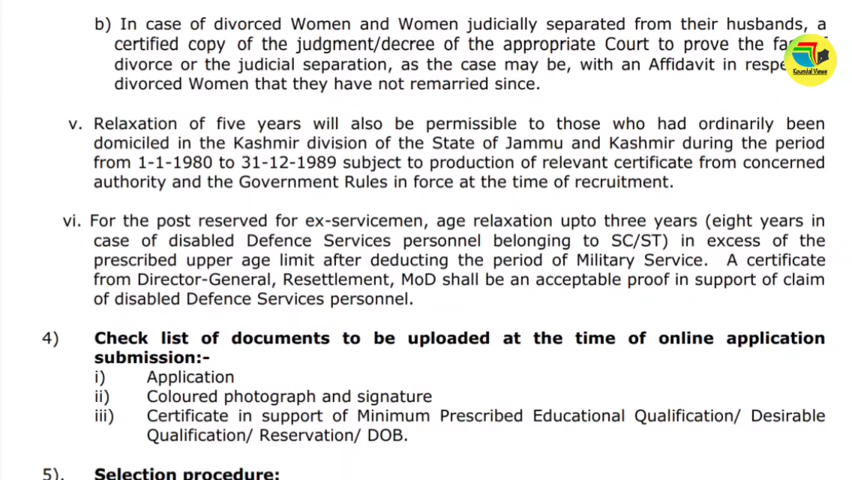 b) In case of divorced Women and Women judicially separated from their husbands, a
certified copy of the judgment/decree of the appropriate Court to prove the
divorce or the judicial separation, as the case may be, with an Affidavit in
divorced Women that they have not remarried since.
v. Relaxation of five years will also be permissible to those who had ordinarily been
domiciled in the Kashmir division of the State of Jammu and Kashmir during the period
from 1-1-1980 to 31-12-1989 subject to production of relevant certificate from concerned
authority and the Government Rules in force at the time of recruitment.
vi. For the post reserved for ex-servicemen, age relaxation upto three years (eight years in
case of disabled Defence Services personnel belonging to SC/ST) in excess of the
prescribed upper age limit after deducting the period of Military Service. A certificate
from Director-General, Resettlement, MoD shall be an acceptable proof in support of claim
of disabled Defence Services personnel.
4) Check list of documents to be uploaded at the time of online application
submission:-
i) Application
ii) Coloured photograph and signature
iii) Certificate in support of Minimum Prescribed Educational Qualification/ Desirable
Qualification/ Reservation/ DOB.
5). Selection procedure: